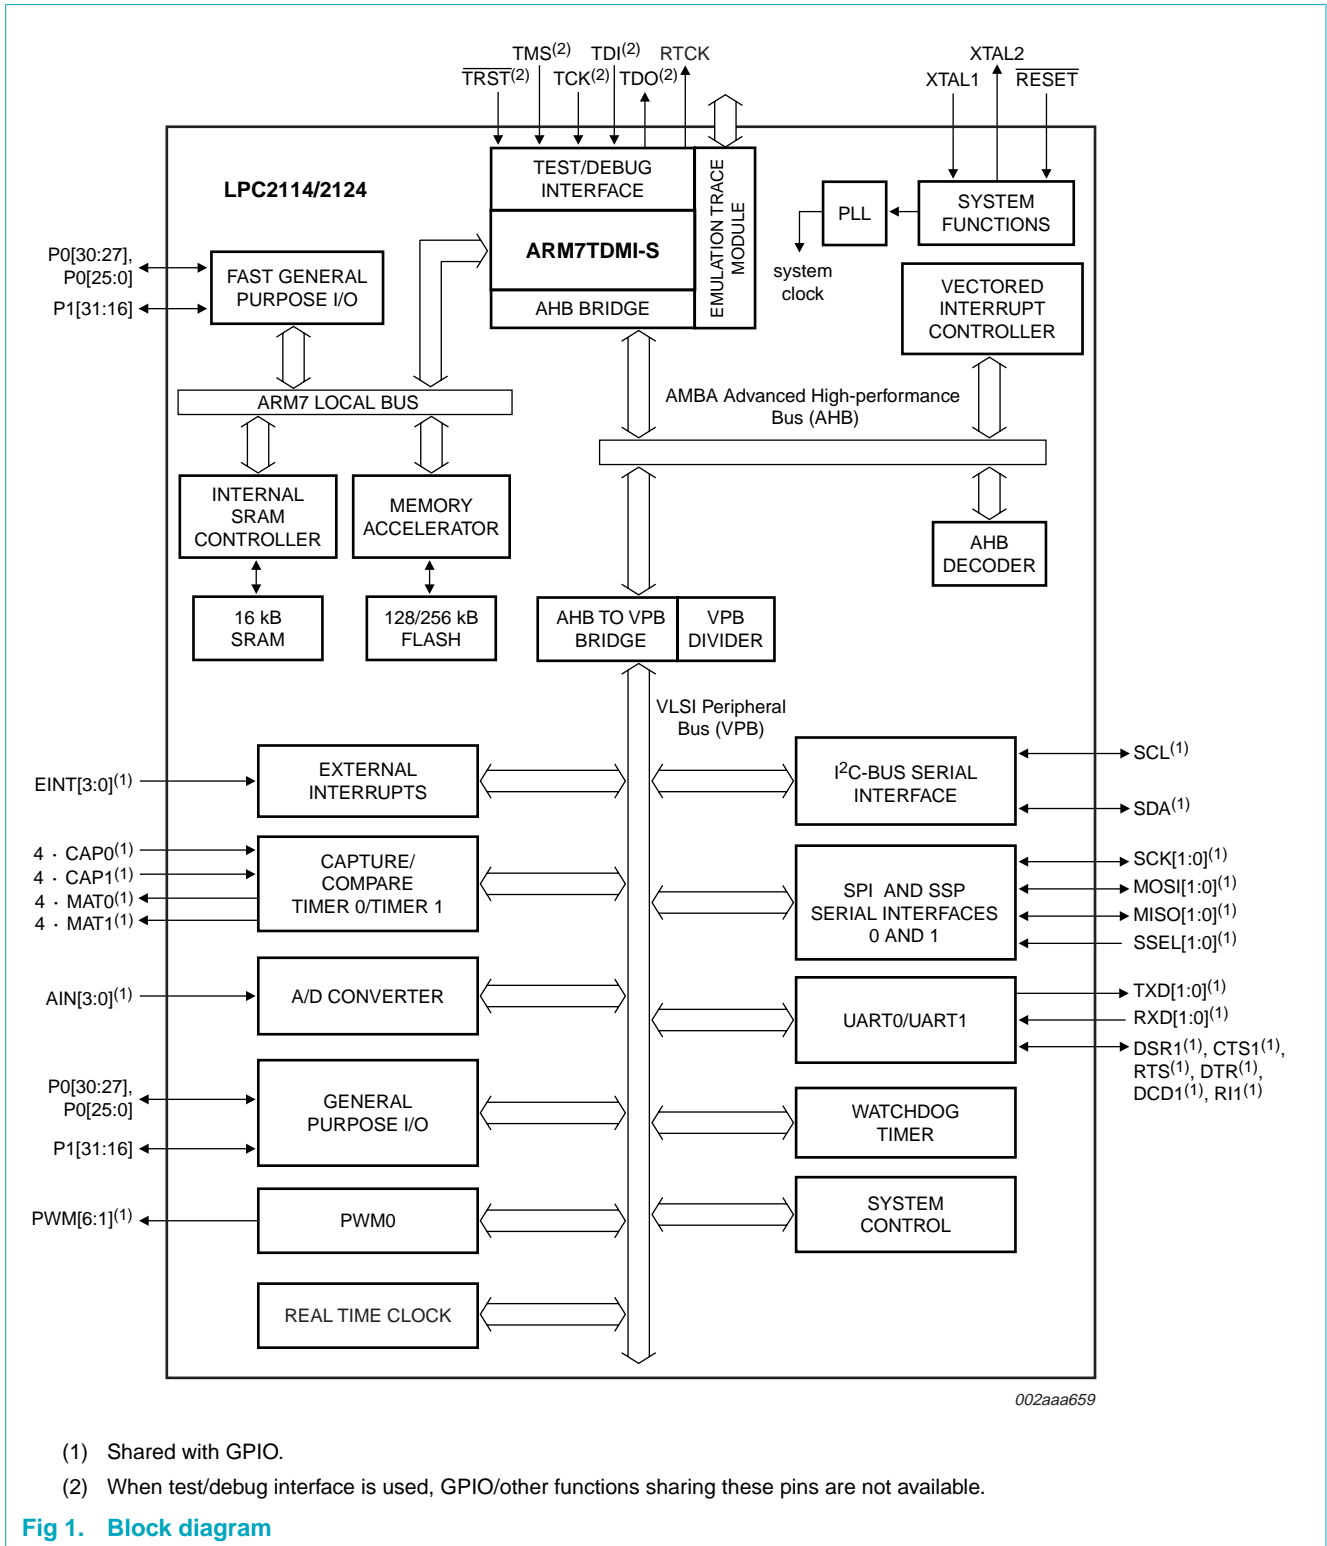 TMS(2) TDI(2) RTCK
TRST(2) TCK(2) TDO(2)
XTAL2
XTAL1 RESET
LPC2114/2124
TEST/DEBUG
INTERFACE
ARM7TDMI-S
AHB BRIDGE
EMULATION TRACE
MODULE
PLL
SYSTEM
FUNCTIONS
system
clock
VECTORED
INTERRUPT
CONTROLLER
P0[30:27],
P0[25:0]
P1[31:16]
FAST GENERAL
PURPOSE I/O
ARM7 LOCAL BUS
AMBA Advanced High-performance
Bus (AHB)
INTERNAL
SRAM
CONTROLLER
MEMORY
ACCELERATOR
AHB
DECODER
16 kB
SRAM
128/256 kB
FLASH
AHB TO VPB
BRIDGE
VPB
DIVIDER
VLSI Peripheral
Bus (VPB)
EINT[3:0](1)
EXTERNAL
INTERRUPTS
I2C-BUS SERIAL
INTERFACE
SCL(1)
SDA(1)
4 · CAP0(1)
4 · CAP1(1)
4 · MAT0(1)
4 · MAT1(1)
CAPTURE/
COMPARE
TIMER 0/TIMER 1
SPI AND SSP
SERIAL INTERFACES
0 AND 1
SCK[1:0](1)
MOSI[1:0](1)
MISO[1:0](1)
SSEL[1:0](1)
AIN[3:0](1)
A/D CONVERTER
UART0/UART1
TXD[1:0](1)
RXD[1:0](1)
DSR1(1), CTS1(1),
RTS(1), DTR(1),
DCD1(1), RI1(1)
P0[30:27],
P0[25:0]
P1[31:16]
GENERAL
PURPOSE I/O
WATCHDOG
TIMER
PWM[6:1](1)
PWM0
SYSTEM
CONTROL
REAL TIME CLOCK
002aaa659
(1) Shared with GPIO.
(2) When test/debug interface is used, GPIO/other functions sharing these pins are not available.
Fig 1. Block diagram